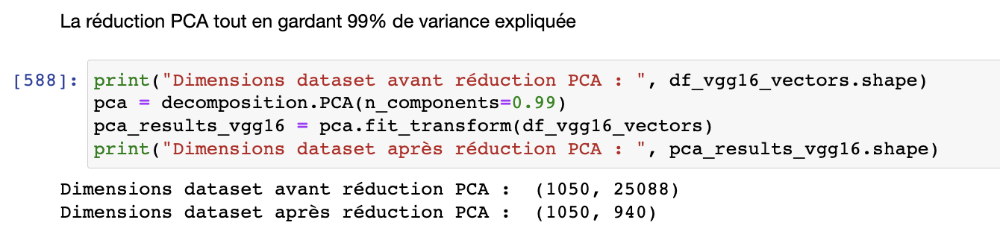 La réduction PCA tout en gardant 99% de variance expliquée
[588]: print("Dimensions dataset avant réduction PCA : ", df_vgg16_vectors.shape)
pca = decomposition.PCA(n_components=0.99)
pca_results_vgg16 = pca.fit_transform(df_vgg16_vectors)
print("Dimensions dataset après réduction PCA : ", pca_results_vgg16.shape)
Dimensions dataset avant réduction PCA :  (1050, 25088)
Dimensions dataset après réduction PCA :  (1050, 940)